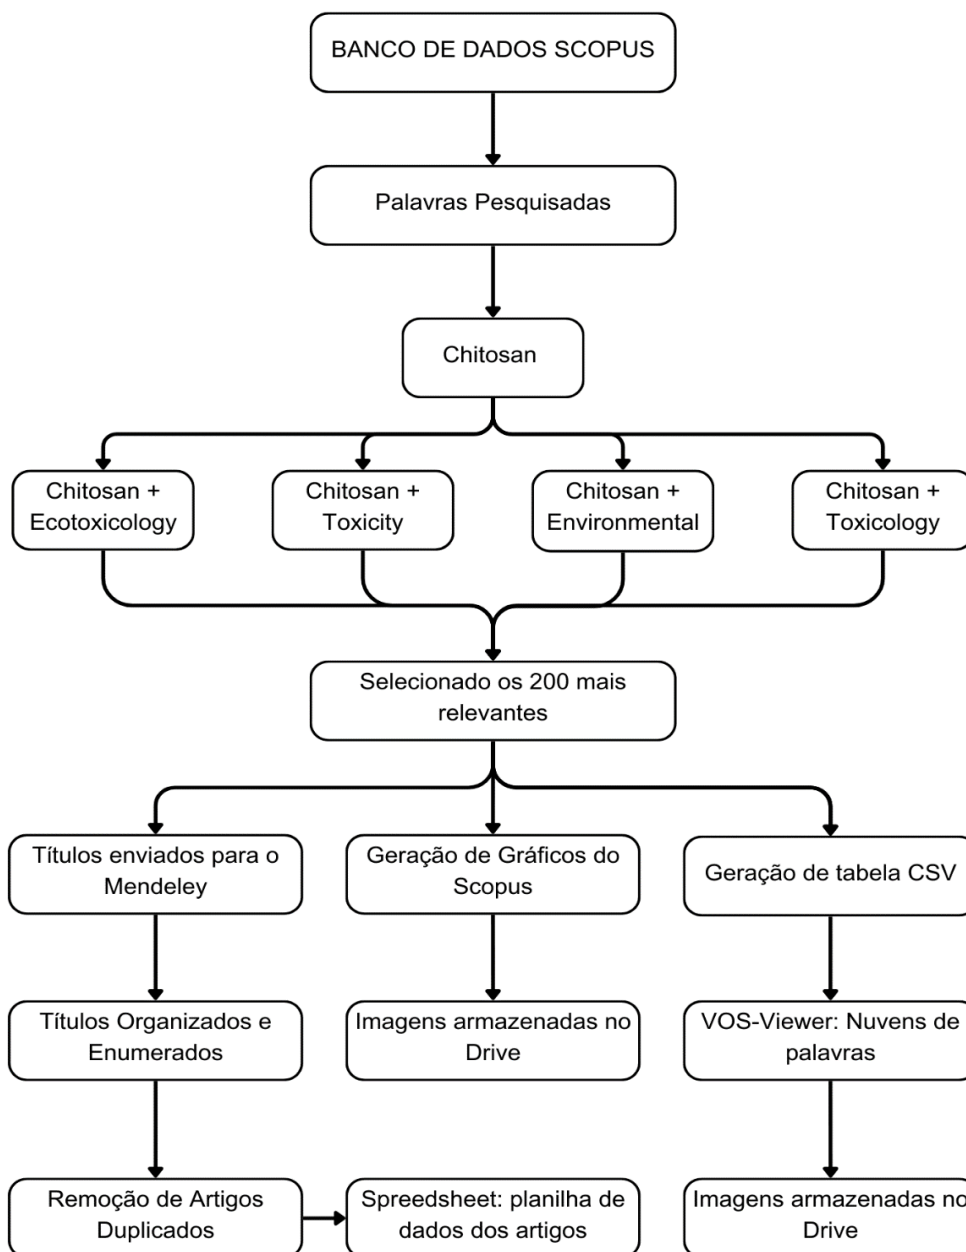 BANCO DE DADOS SCOPUS
Palavras Pesquisadas
Chitosan
Chitosan +
Ecotoxicology
Chitosan +
Toxicity
Chitosan +
Environmental
Chitosan +
Toxicology
Selecionado os 200 mais
relevantes
Títulos enviados para o
Mendeley
Geração de Gráficos do
Scopus
Geração de tabela CSV
Títulos Organizados e
Enumerados
Imagens armazenadas no
Drive
VOS-Viewer: Nuvens de
palavras
Remoção de Artigos
Duplicados
Spreedsheet: planilha de
dados dos artigos
Imagens armazenadas no
Drive